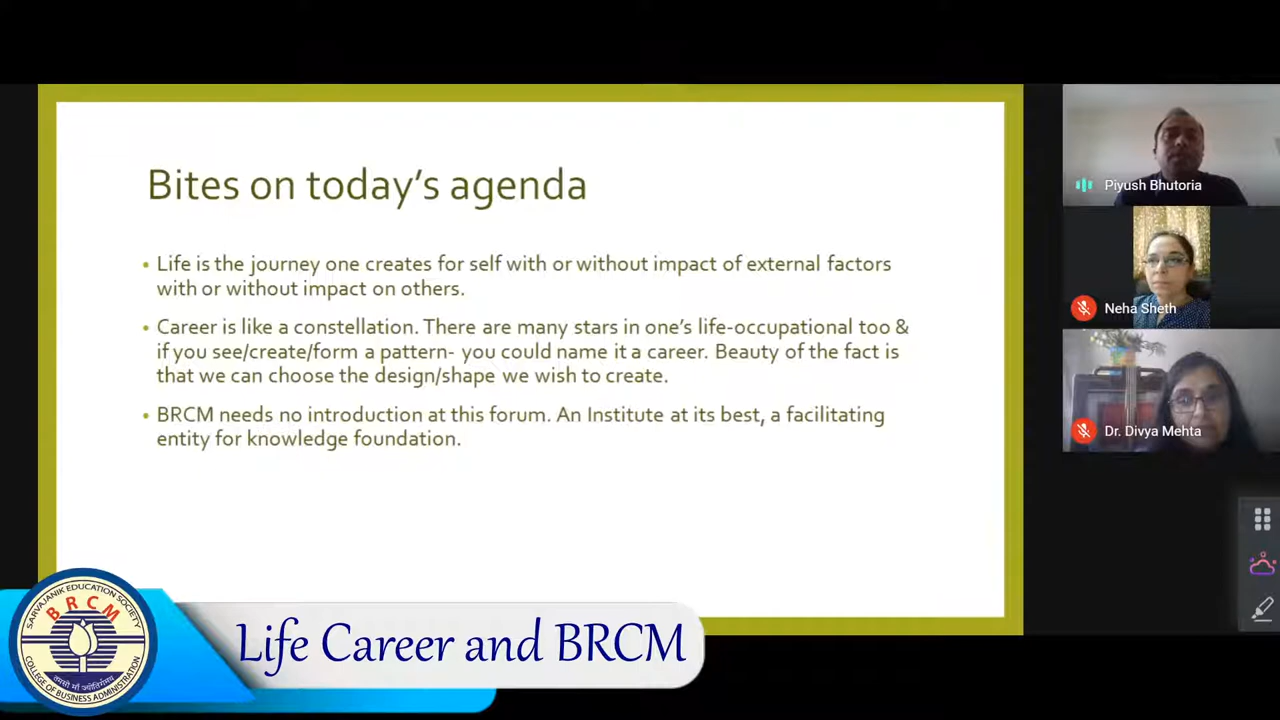 Bites on today's agenda
• Life is the journey one creates for self with or without impact of external factors
with or without impact on others.
• Career is like a constellation. There are many stars in one's life-occupational too &
if you see/create/form a pattern- you could name it a career. Beauty of the fact is
that we can choose the design/shape we wish to create.
• BRCM needs no introduction at this forum. An Institute at its best, a facilitating
entity for knowledge foundation.
Piyush Bhutoria
Neha Sheth
Dr. Divya Mehta
SARVAJANIK EDUCATION SOCIETY
BRCM
तमसो माँ ज्योतिर्गमय
COLLEGE OF BUSINESS ADMINISTRATION
Life Career and BRCM